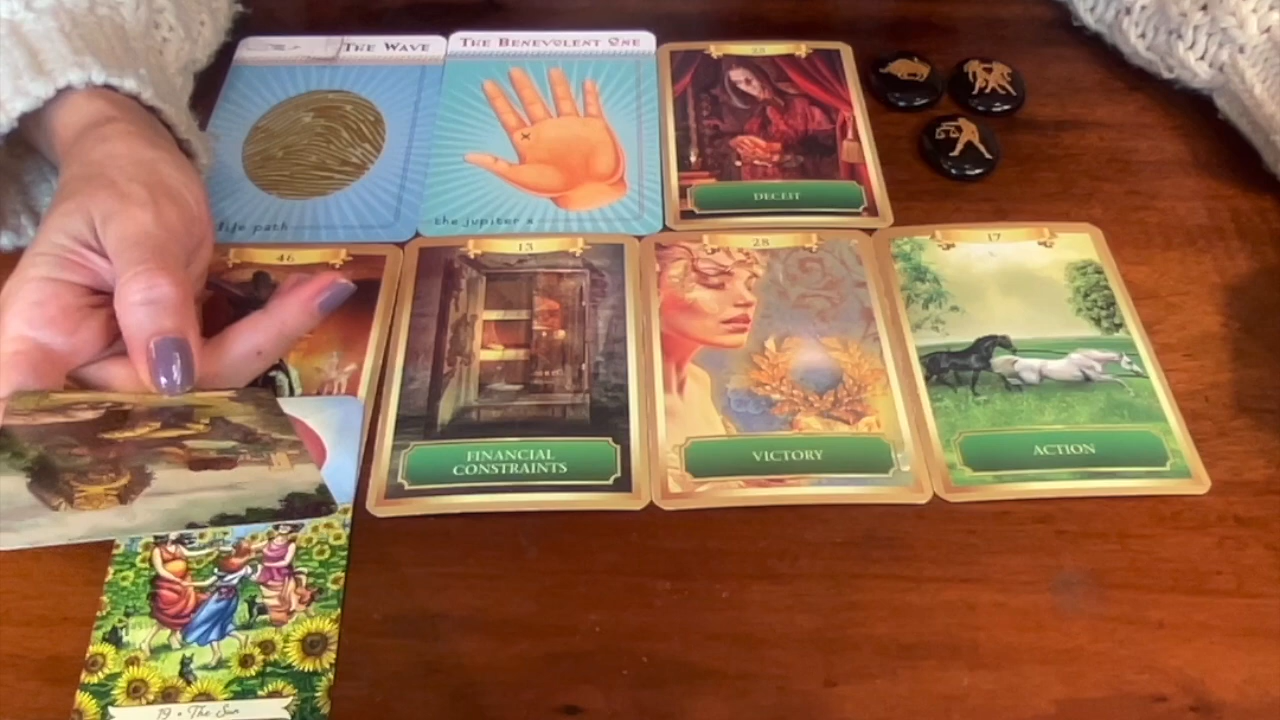 THE WAVE
THE BENEVOLENT ONE
life path
the jupiter x
DECEIT
46
13
FINANCIAL
CONSTRAINTS
28
VICTORY
17
ACTION
19 • The Sun